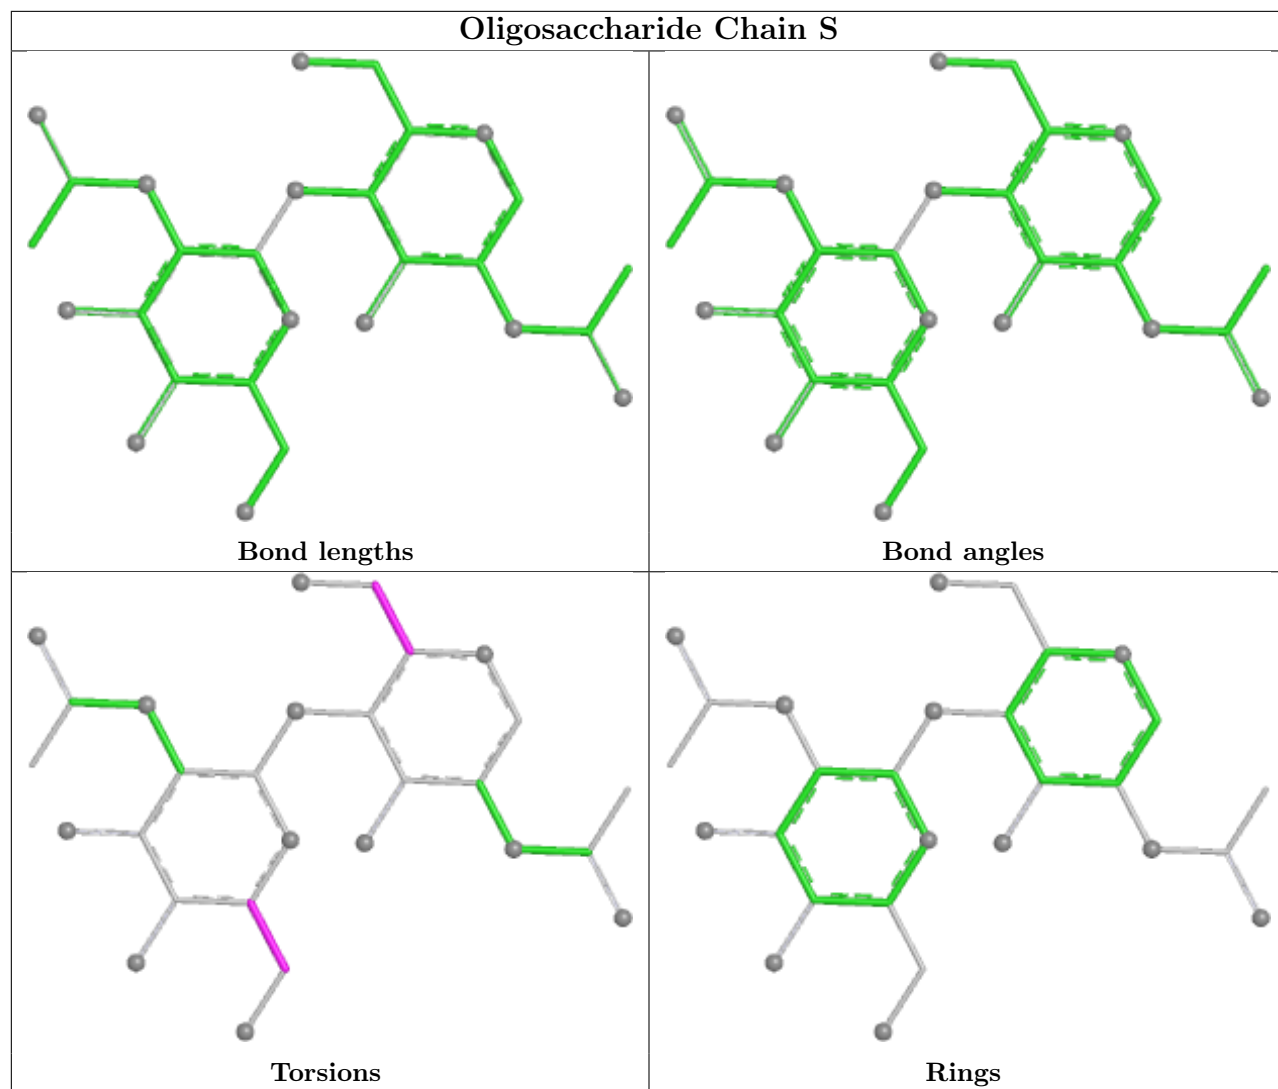 Oligosaccharide Chain S
Bond lengths
Bond angles
Torsions
Rings